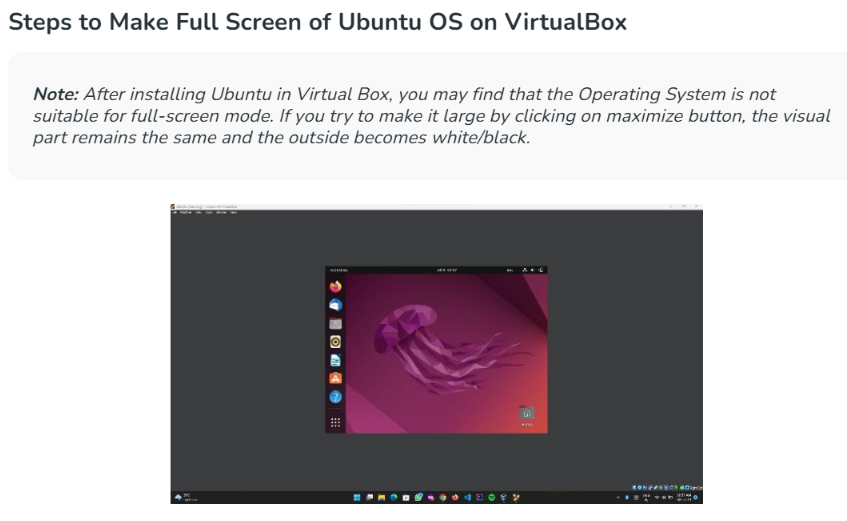 Steps to Make Full Screen of Ubuntu OS on VirtualBox
Note: After installing Ubuntu in Virtual Box, you may find that the Operating System is not
suitable for full-screen mode. If you try to make it large by clicking on maximize button, the visual
part remains the same and the outside becomes white/black.